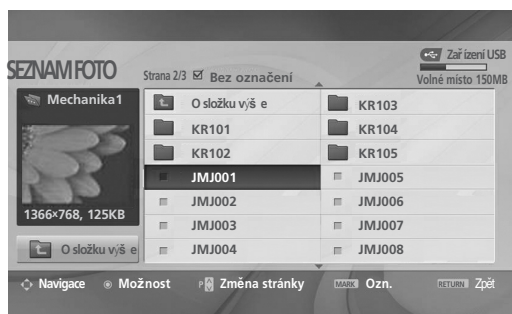 Zař ízení USB
SEZNAM FOTO
Strana 2/3
Bez označení
Volné místo 150MB
Mechanika1
1366×768, 125KB
O složku výš e
O složku výš e
KR101
KR102
JMJ001
JMJ002
JMJ003
JMJ004
KR103
KR104
KR105
JMJ005
JMJ006
JMJ007
JMJ008
Navigace
Možnost
P Změna stránky
MARK Ozn.
RETURN Zpět